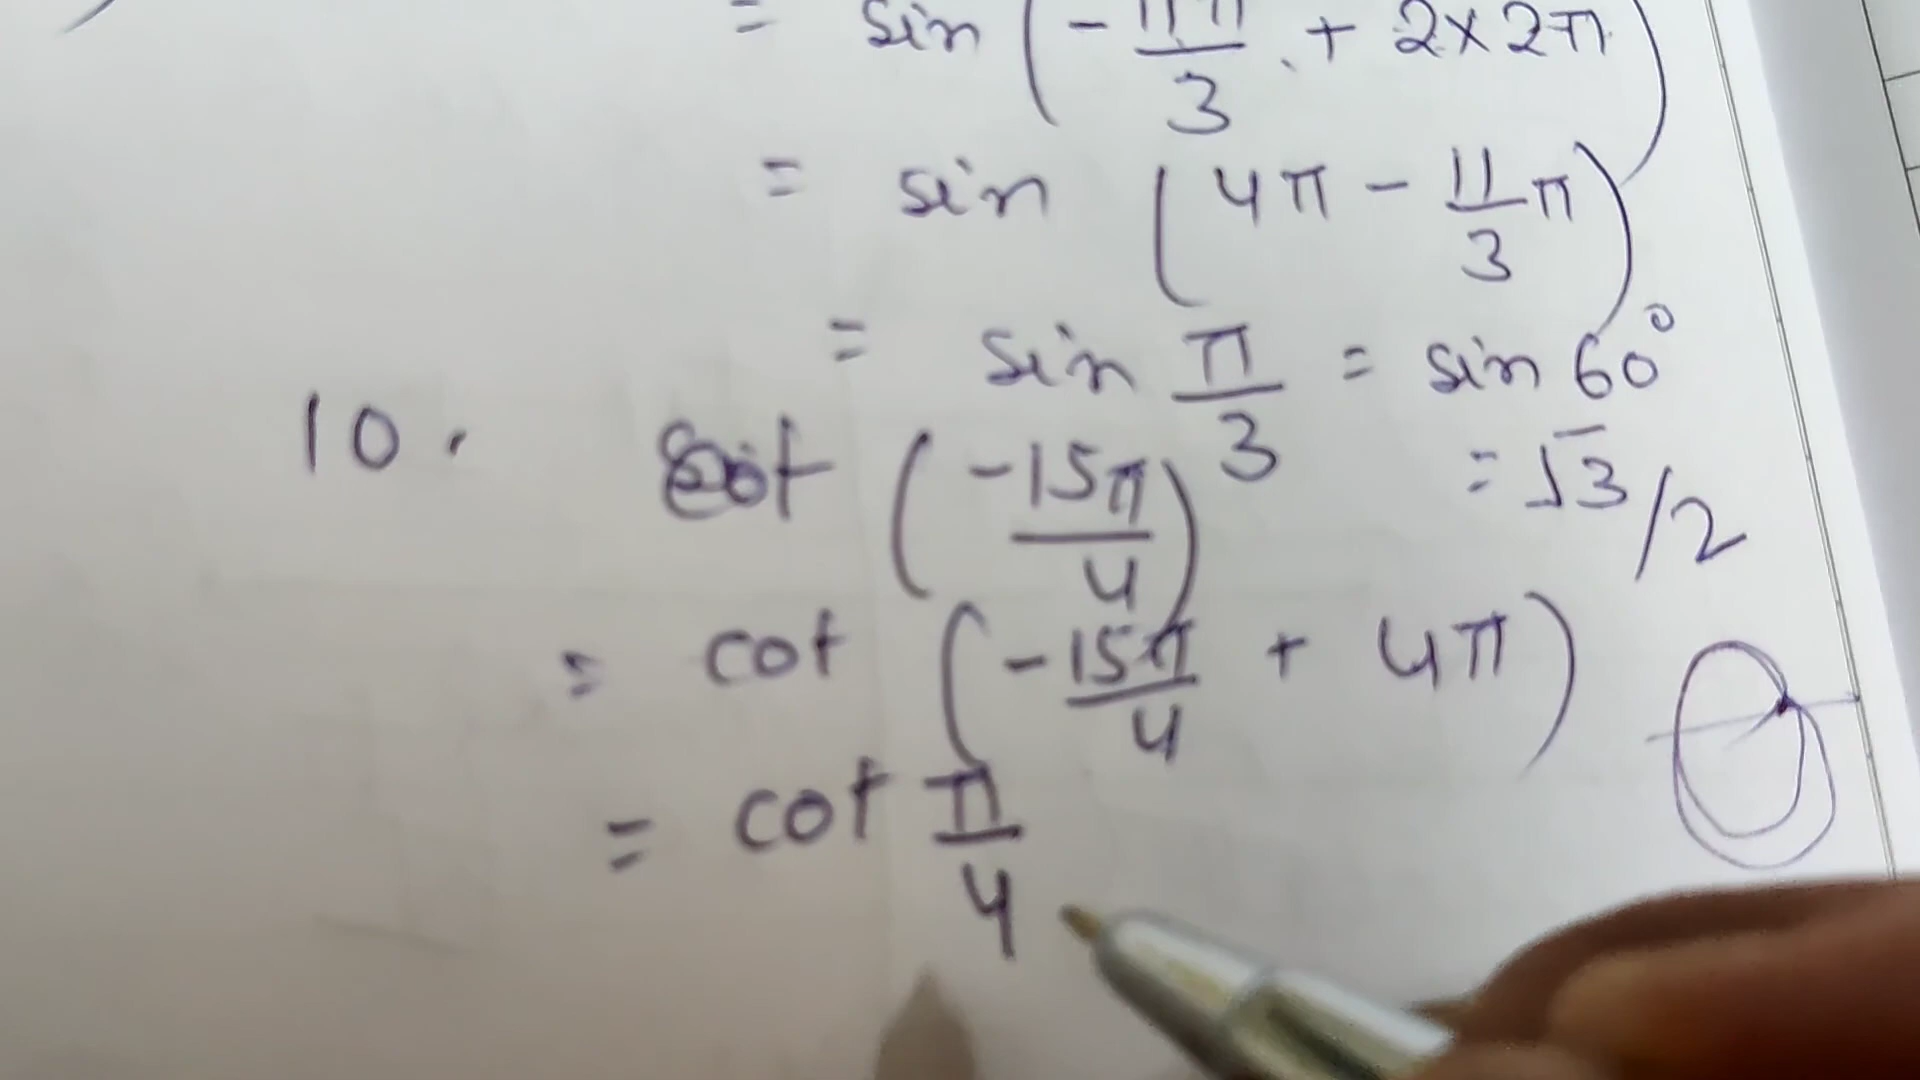 = sin (-11π/3 + 2×2π)
= sin (4π - 11/3 π)
= sin π/3 = sin 60°
= √3/2
10. cot (-15π/4)
= cot (-15π/4 + 4π)
= cot π/4